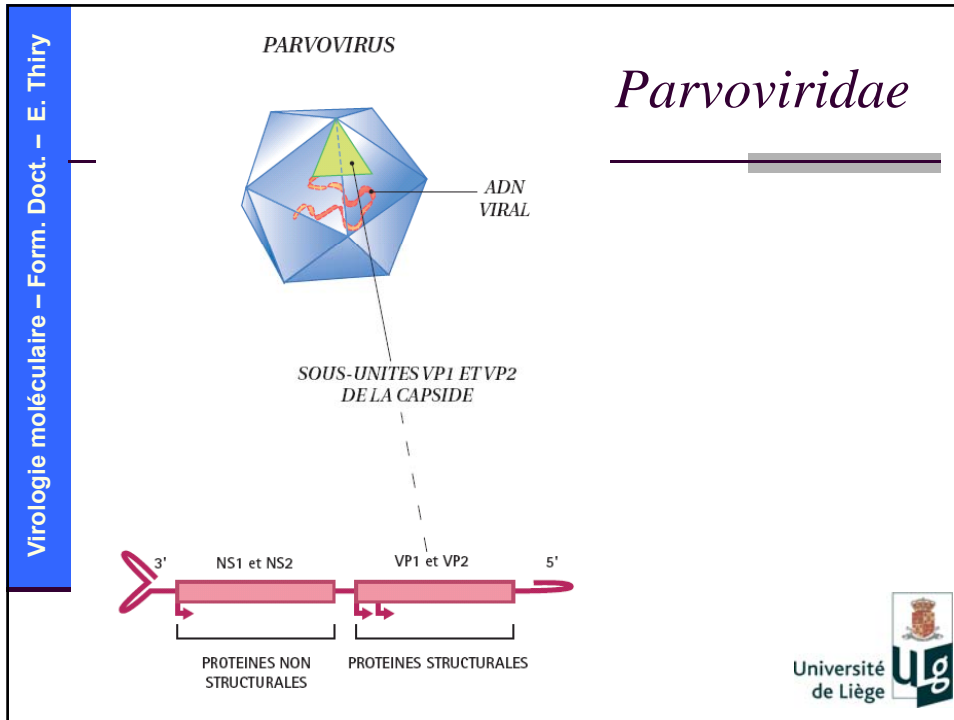 Virologie moléculaire – Form. Doct. – E. Thiry
PARVOVIRUS
Parvoviridae
ADN
VIRAL
SOUS-UNITES VP1 ET VP2
DE LA CAPSIDE
3'
NS1 et NS2
VP1 et VP2
5'
PROTEINES NON
STRUCTURALES
PROTEINES STRUCTURALES
Université
de Liège
ULg